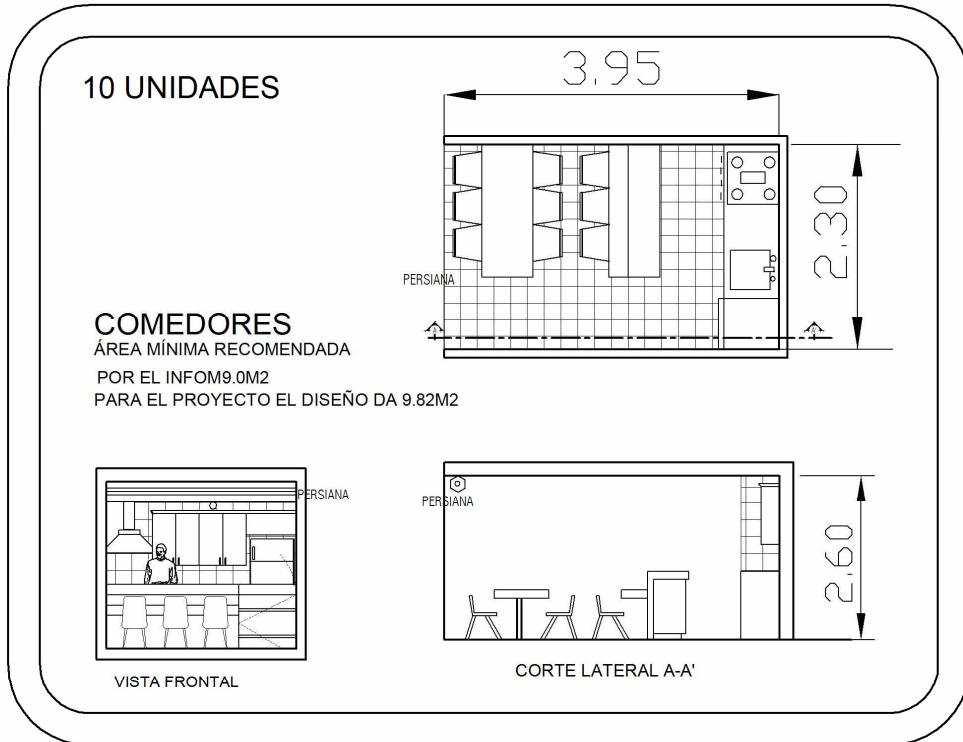 10 UNIDADES
3.95
2.30
PERSIANA
A
A'
COMEDORES
ÁREA MÍNIMA RECOMENDADA
POR EL INFOM9.0M2
PARA EL PROYECTO EL DISEÑO DA 9.82M2
PERSIANA
VISTA FRONTAL
PERSIANA
2.60
CORTE LATERAL A-A'